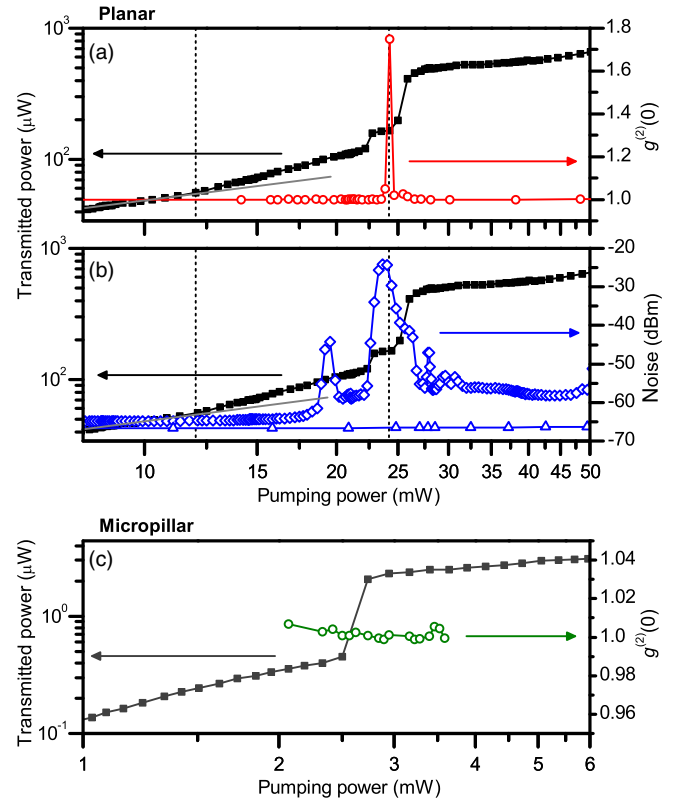 Planar
(a)
10³
10²
Transmitted power (μW)
1.8
1.6
1.4
1.2
1.0
g⁽²⁾(0)
(b)
10³
10²
-20
-30
-40
-50
-60
-70
Noise (dBm)
10 15 20 25 30 35 40 45 50
Pumping power (mW)
Micropillar
(c)
10⁰
10⁻¹
Transmitted power (μW)
1.04
1.02
1.0
0.98
0.96
g⁽²⁾(0)
1 2 3 4 5 6
Pumping power (mW)